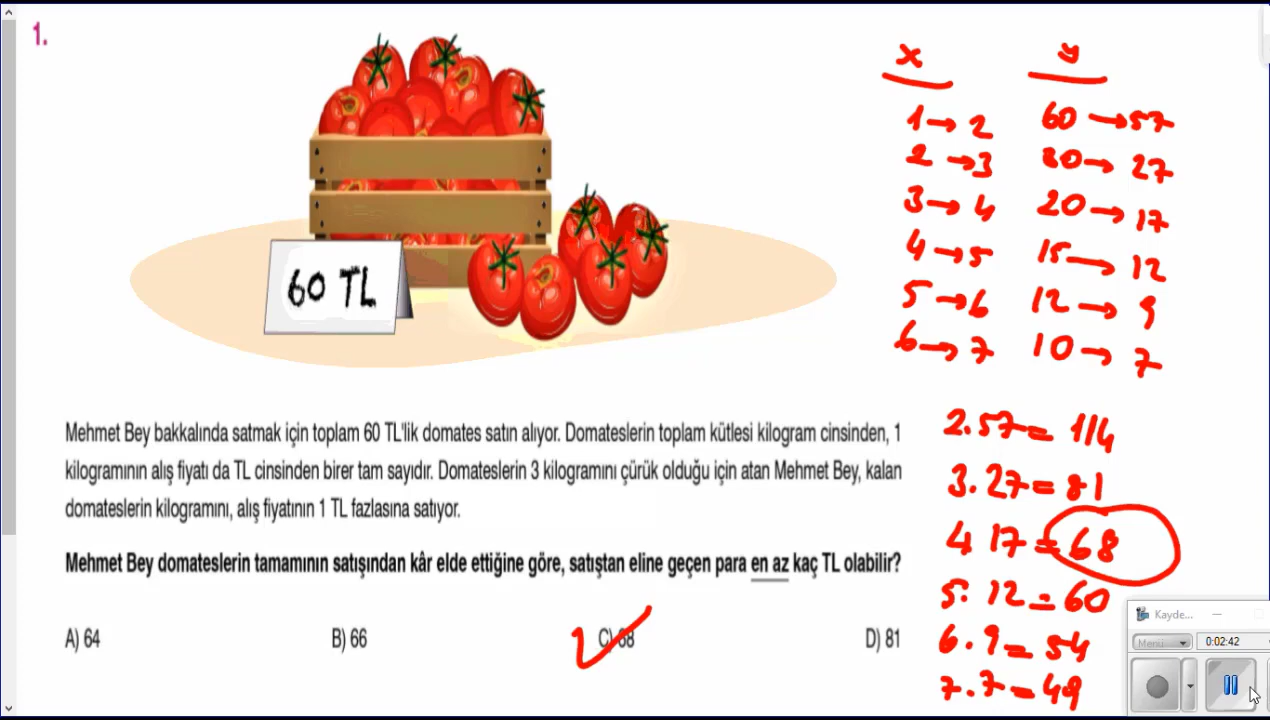 1.
60 TL
Mehmet Bey bakkalında satmak için toplam 60 TL'lik domates satın alıyor. Domateslerin toplam kütlesi kilogram cinsinden, 1
kilogramının alış fiyatı da TL cinsinden birer tam sayıdır. Domateslerin 3 kilogramını çürük olduğu için atan Mehmet Bey, kalan
domateslerin kilogramını, alış fiyatının 1 TL fazlasına satıyor.
Mehmet Bey domateslerin tamamının satışından kâr elde ettiğine göre, satıştan eline geçen para en az kaç TL olabilir?
A) 64 B) 66 C) 68 D) 81
x y
1→2 60→57
2→3 30→27
3→4 20→17
4→5 15→12
5→6 12→9
6→7 10→7
2.57=114
3.27=81
4 17=68
5.12=60
6.9=54
7.7=49
Kayde...
Menü 0:02:42